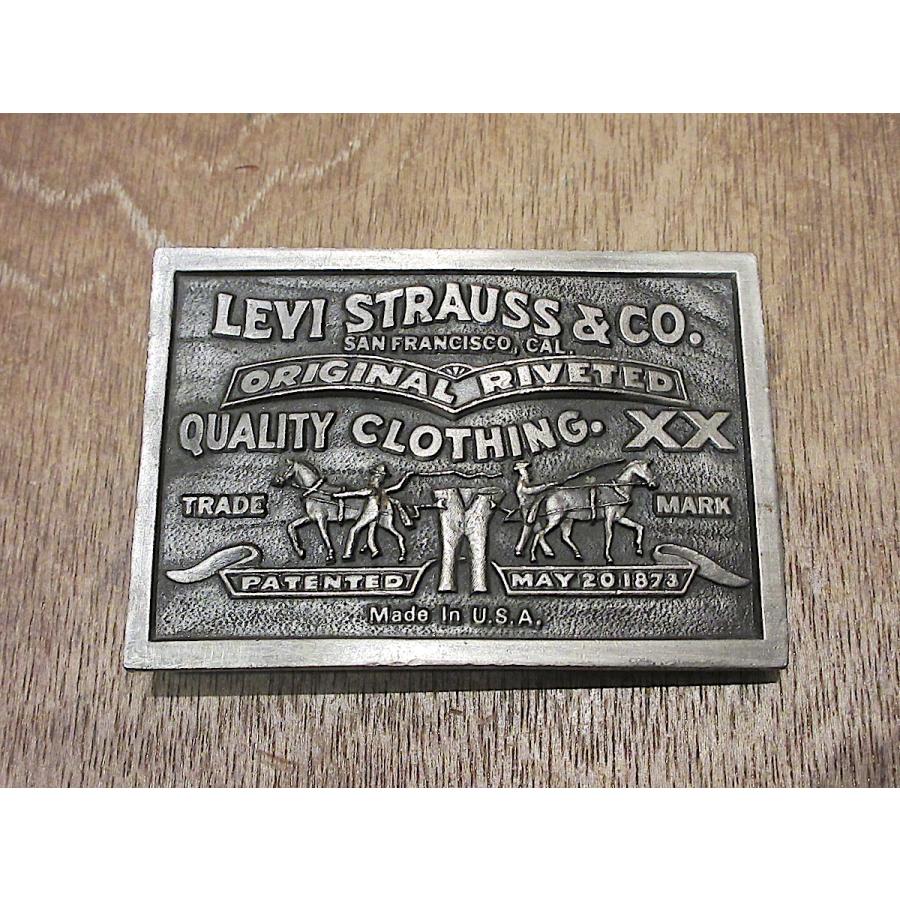 LEVI STRAUSS & CO.
SAN FRANCISCO, CAL.
ORIGINAL RIVETED
QUALITY CLOTHING. XX
TRADE MARK
PATENTED MAY 20 1873
Made In U.S.A.